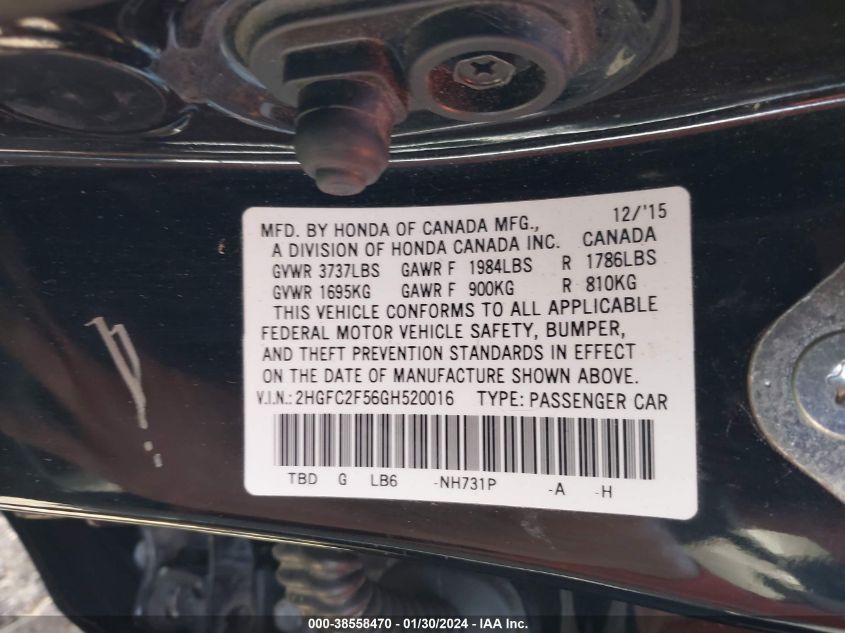 MFD. BY HONDA OF CANADA MFG., 12/'15
A DIVISION OF HONDA CANADA INC. CANADA
GVWR 3737LBS GAWR F 1984LBS R 1786LBS
GVWR 1695KG GAWR F 900KG R 810KG
THIS VEHICLE CONFORMS TO ALL APPLICABLE
FEDERAL MOTOR VEHICLE SAFETY, BUMPER,
AND THEFT PREVENTION STANDARDS IN EFFECT
ON THE DATE OF MANUFACTURE SHOWN ABOVE.
V.I.N.: 2HGFC2F56GH520016 TYPE: PASSENGER CAR
TBD G LB6 -NH731P -A -H
000-38558470 - 01/30/2024 - IAA Inc.